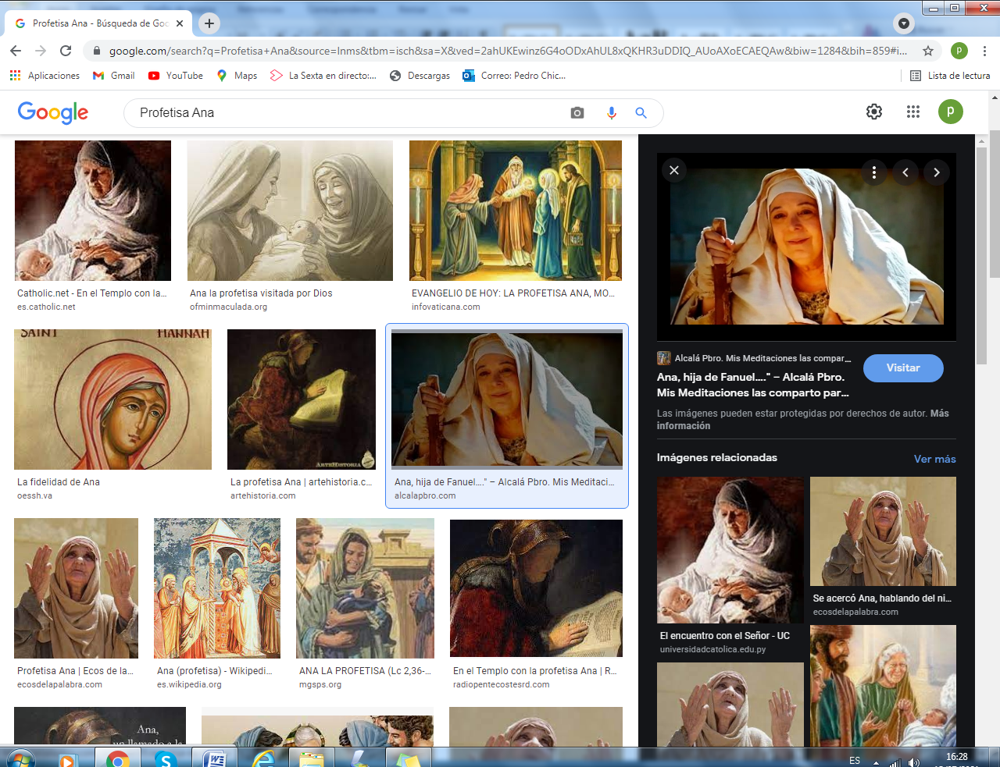 Profetisa Ana - Búsqueda de Goo
google.com/search?q=Profetisa+Ana&source=lnms&tbm=isch&sa=X&ved=2ahUKEwinz6G4oODxAhUL8xQKHR3uDDIQ_AUoAXoECAEQAw&biw=1284&bih=859#i...
P
Aplicaciones
Gmail
YouTube
Maps
La Sexta en directo:...
Descargas
Correo: Pedro Chic...
Lista de lectura
Google
Profetisa Ana
p
Catholic.net - En el Templo con la...
es.catholic.net
Ana la profetisa visitada por Dios
ofminmaculada.org
EVANGELIO DE HOY: LA PROFETISA ANA, MO...
infovaticana.com
SAINT HANNAH
La fidelidad de Ana
oessh.va
ARTEHISTORIA
La profetisa Ana | artehistoria.c...
artehistoria.com
Ana, hija de Fanuel...." – Alcalá Pbro. Mis Meditaci...
alcalapbro.com
Profetisa Ana | Ecos de la...
ecosdelapalabra.com
Ana (profetisa) - Wikipedi...
es.wikipedia.org
ANA LA PROFETISA (Lc 2,36-...
mgsps.org
En el Templo con la profetisa Ana | R...
radiopentecostesrd.com
Ana,
un llamado a la
Alcalá Pbro. Mis Meditaciones las compar...
Visitar
Ana, hija de Fanuel...." – Alcalá Pbro.
Mis Meditaciones las comparto par...
Las imágenes pueden estar protegidas por derechos de autor. Más
información
Imágenes relacionadas
Ver más
El encuentro con el Señor - UC
universidadcatolica.edu.py
Se acercó Ana, hablando del ni...
ecosdelapalabra.com
ES
16:28